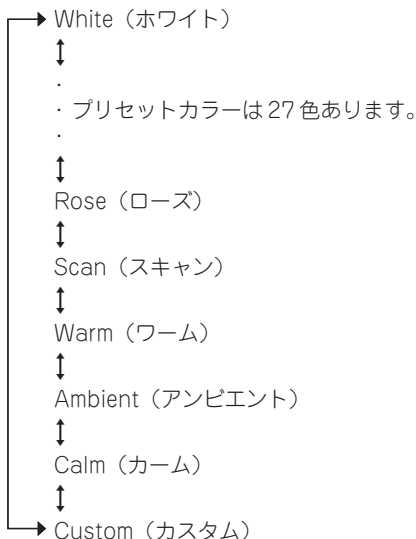 White（ホワイト）
·
· プリセットカラーは 27 色あります。
·
Rose（ローズ）
Scan（スキャン）
Warm（ワーム）
Ambient（アンビエント）
Calm（カーム）
Custom（カスタム）